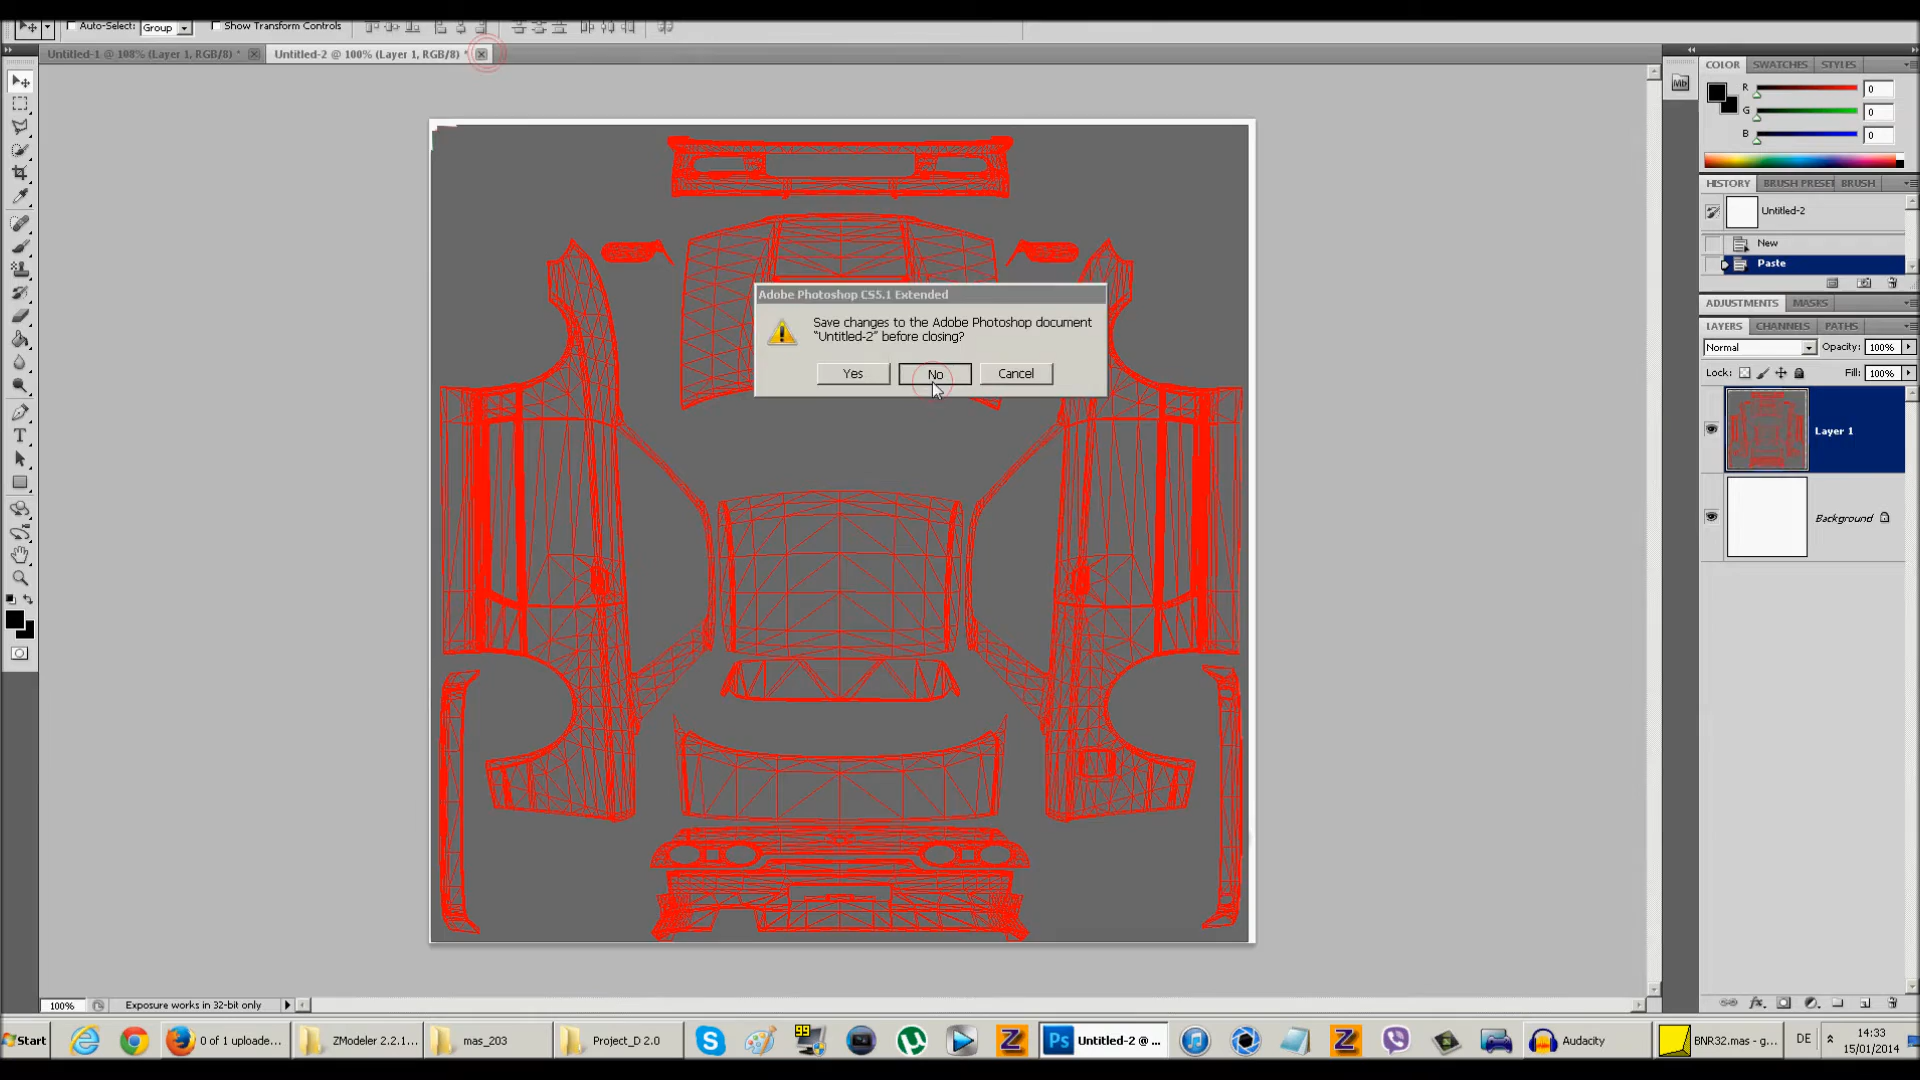 Auto-Select: Group Show Transform Controls
Untitled-1 @ 108% (Layer 1, RGB/8) * Untitled-2 @ 100% (Layer 1, RGB/8) *
COLOR SWATCHES STYLES
Mb
R 0
G 0
B 0
HISTORY BRUSH PRESET BRUSH
Untitled-2
New
Paste
ADJUSTMENTS MASKS
LAYERS CHANNELS PATHS
Normal Opacity: 100%
Lock: Fill: 100%
Layer 1
Background
Adobe Photoshop CS5.1 Extended
Save changes to the Adobe Photoshop document
"Untitled-2" before closing?
Yes No Cancel
100% Exposure works in 32-bit only
Start 0 of 1 uploade... ZModeler 2.2.1... mas_203 Project_D 2.0 99 Ps Untitled-2 @ ... Audacity BNR32.mas - g... DE 14:33
15/01/2014